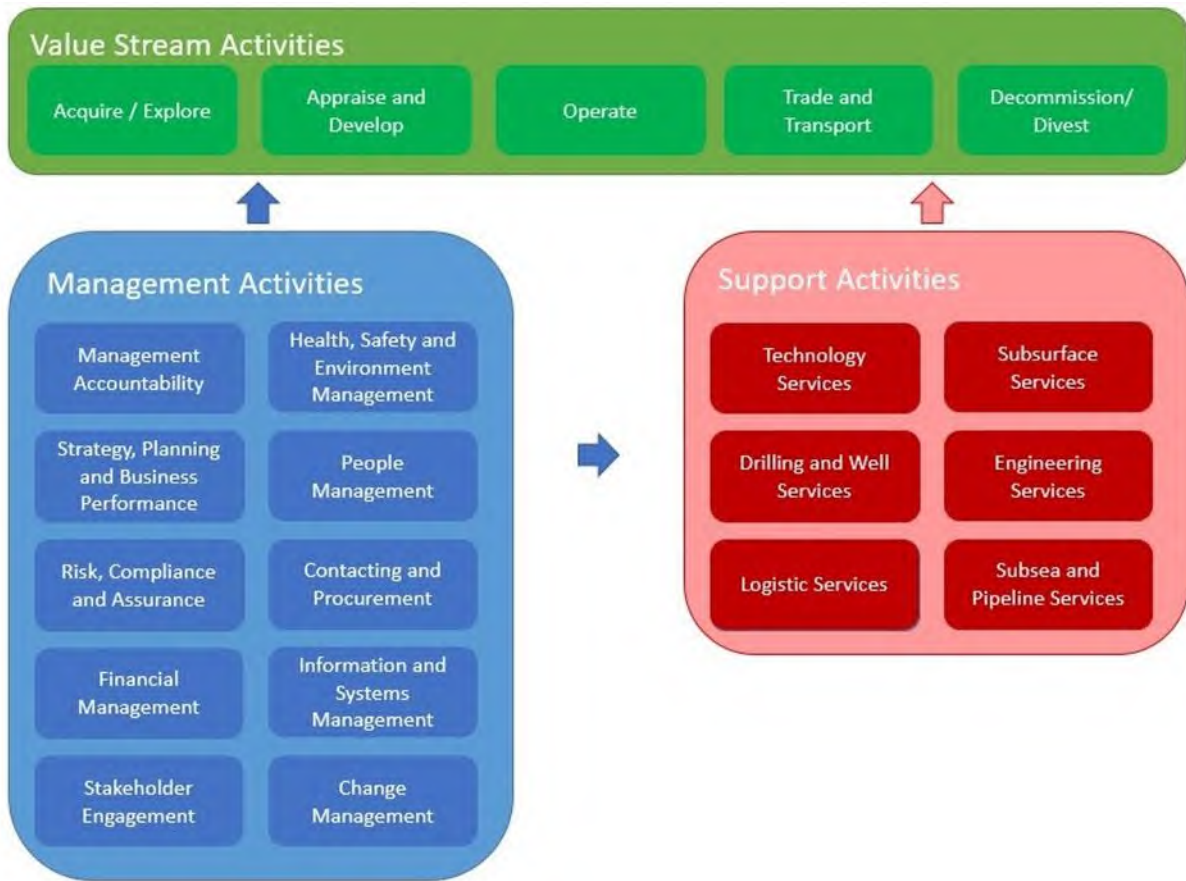 Value Stream Activities
Acquire / Explore
Appraise and
Develop
Operate
Trade and
Transport
Decommission/
Divest
Management Activities
Management
Accountability
Health, Safety and
Environment
Management
Strategy, Planning
and Business
Performance
People
Management
Risk, Compliance
and Assurance
Contacting and
Procurement
Financial
Management
Information and
Systems
Management
Stakeholder
Engagement
Change
Management
Support Activities
Technology
Services
Subsurface
Services
Drilling and Well
Services
Engineering
Services
Logistic Services
Subsea and
Pipeline Services